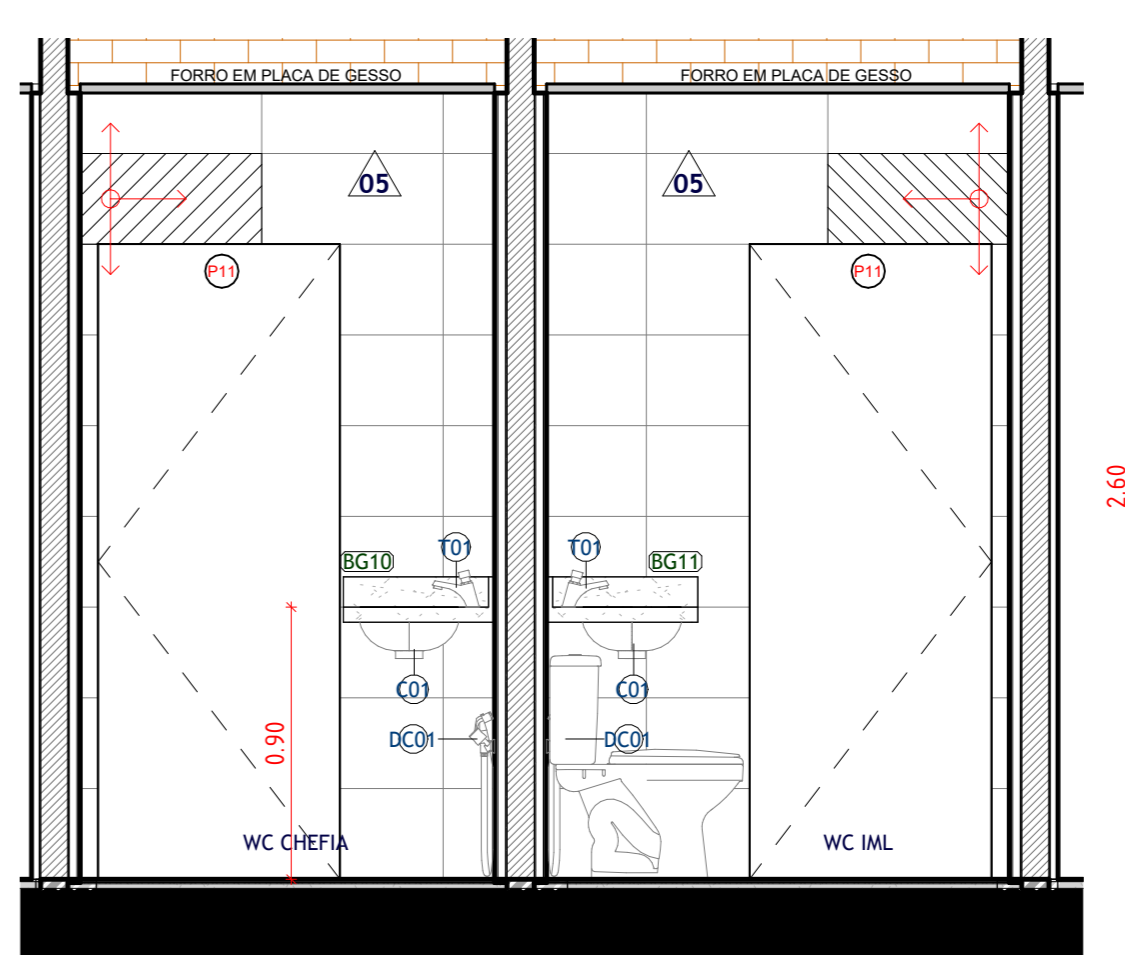 FORRO EM PLACA DE GESSO
FORRO EM PLACA DE GESSO
05
05
P11
P11
2.60
T01
T01
BG10
BG11
C01
C01
0.90
DC01
DC01
WC CHEFIA
WC IML